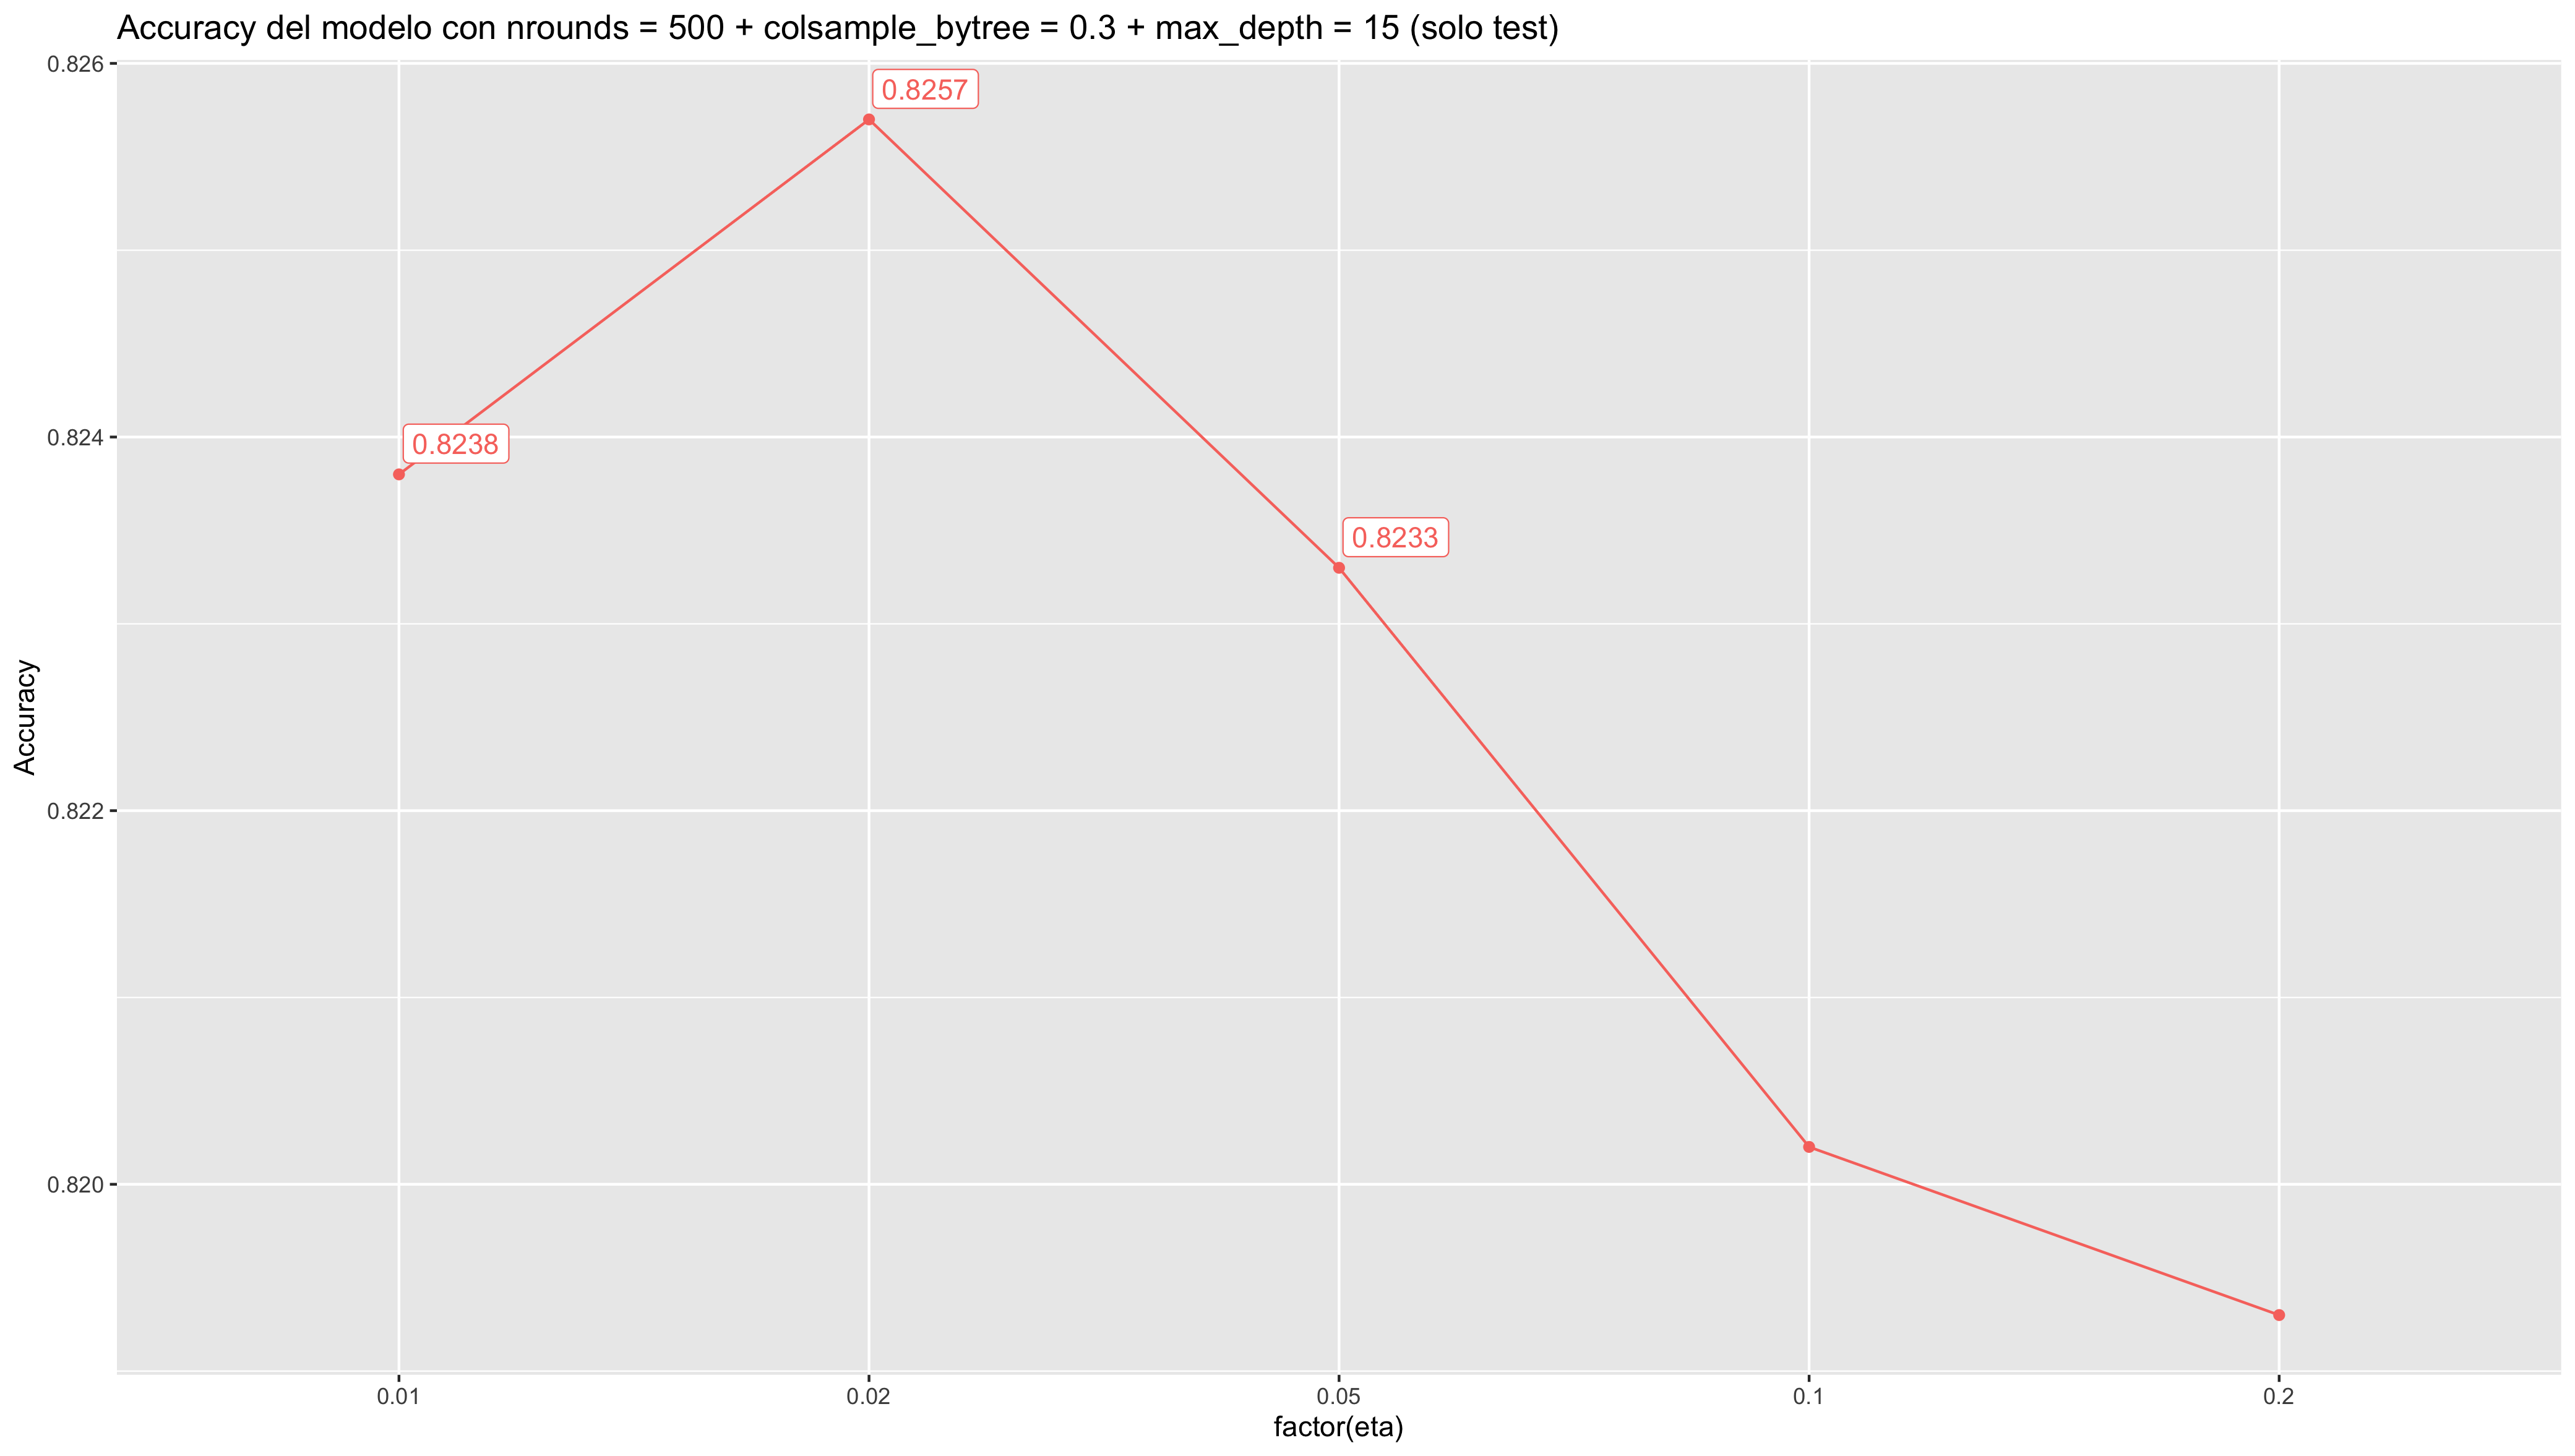 Accuracy del modelo con nrounds = 500 + colsample_bytree = 0.3 + max_depth = 15 (solo test)
0.826
0.8257
0.824
0.8238
0.8233
Accuracy
0.822
0.820
0.01 0.02 0.05 0.1 0.2
factor(eta)